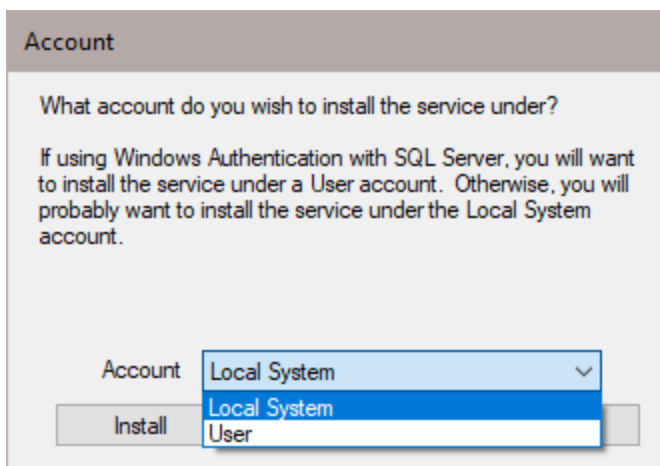 Account
What account do you wish to install the service under?
If using Windows Authentication with SQL Server, you will want
to install the service under a User account.  Otherwise, you will
probably want to install the service under the Local System
account.
Account Local System
Local System
Install User